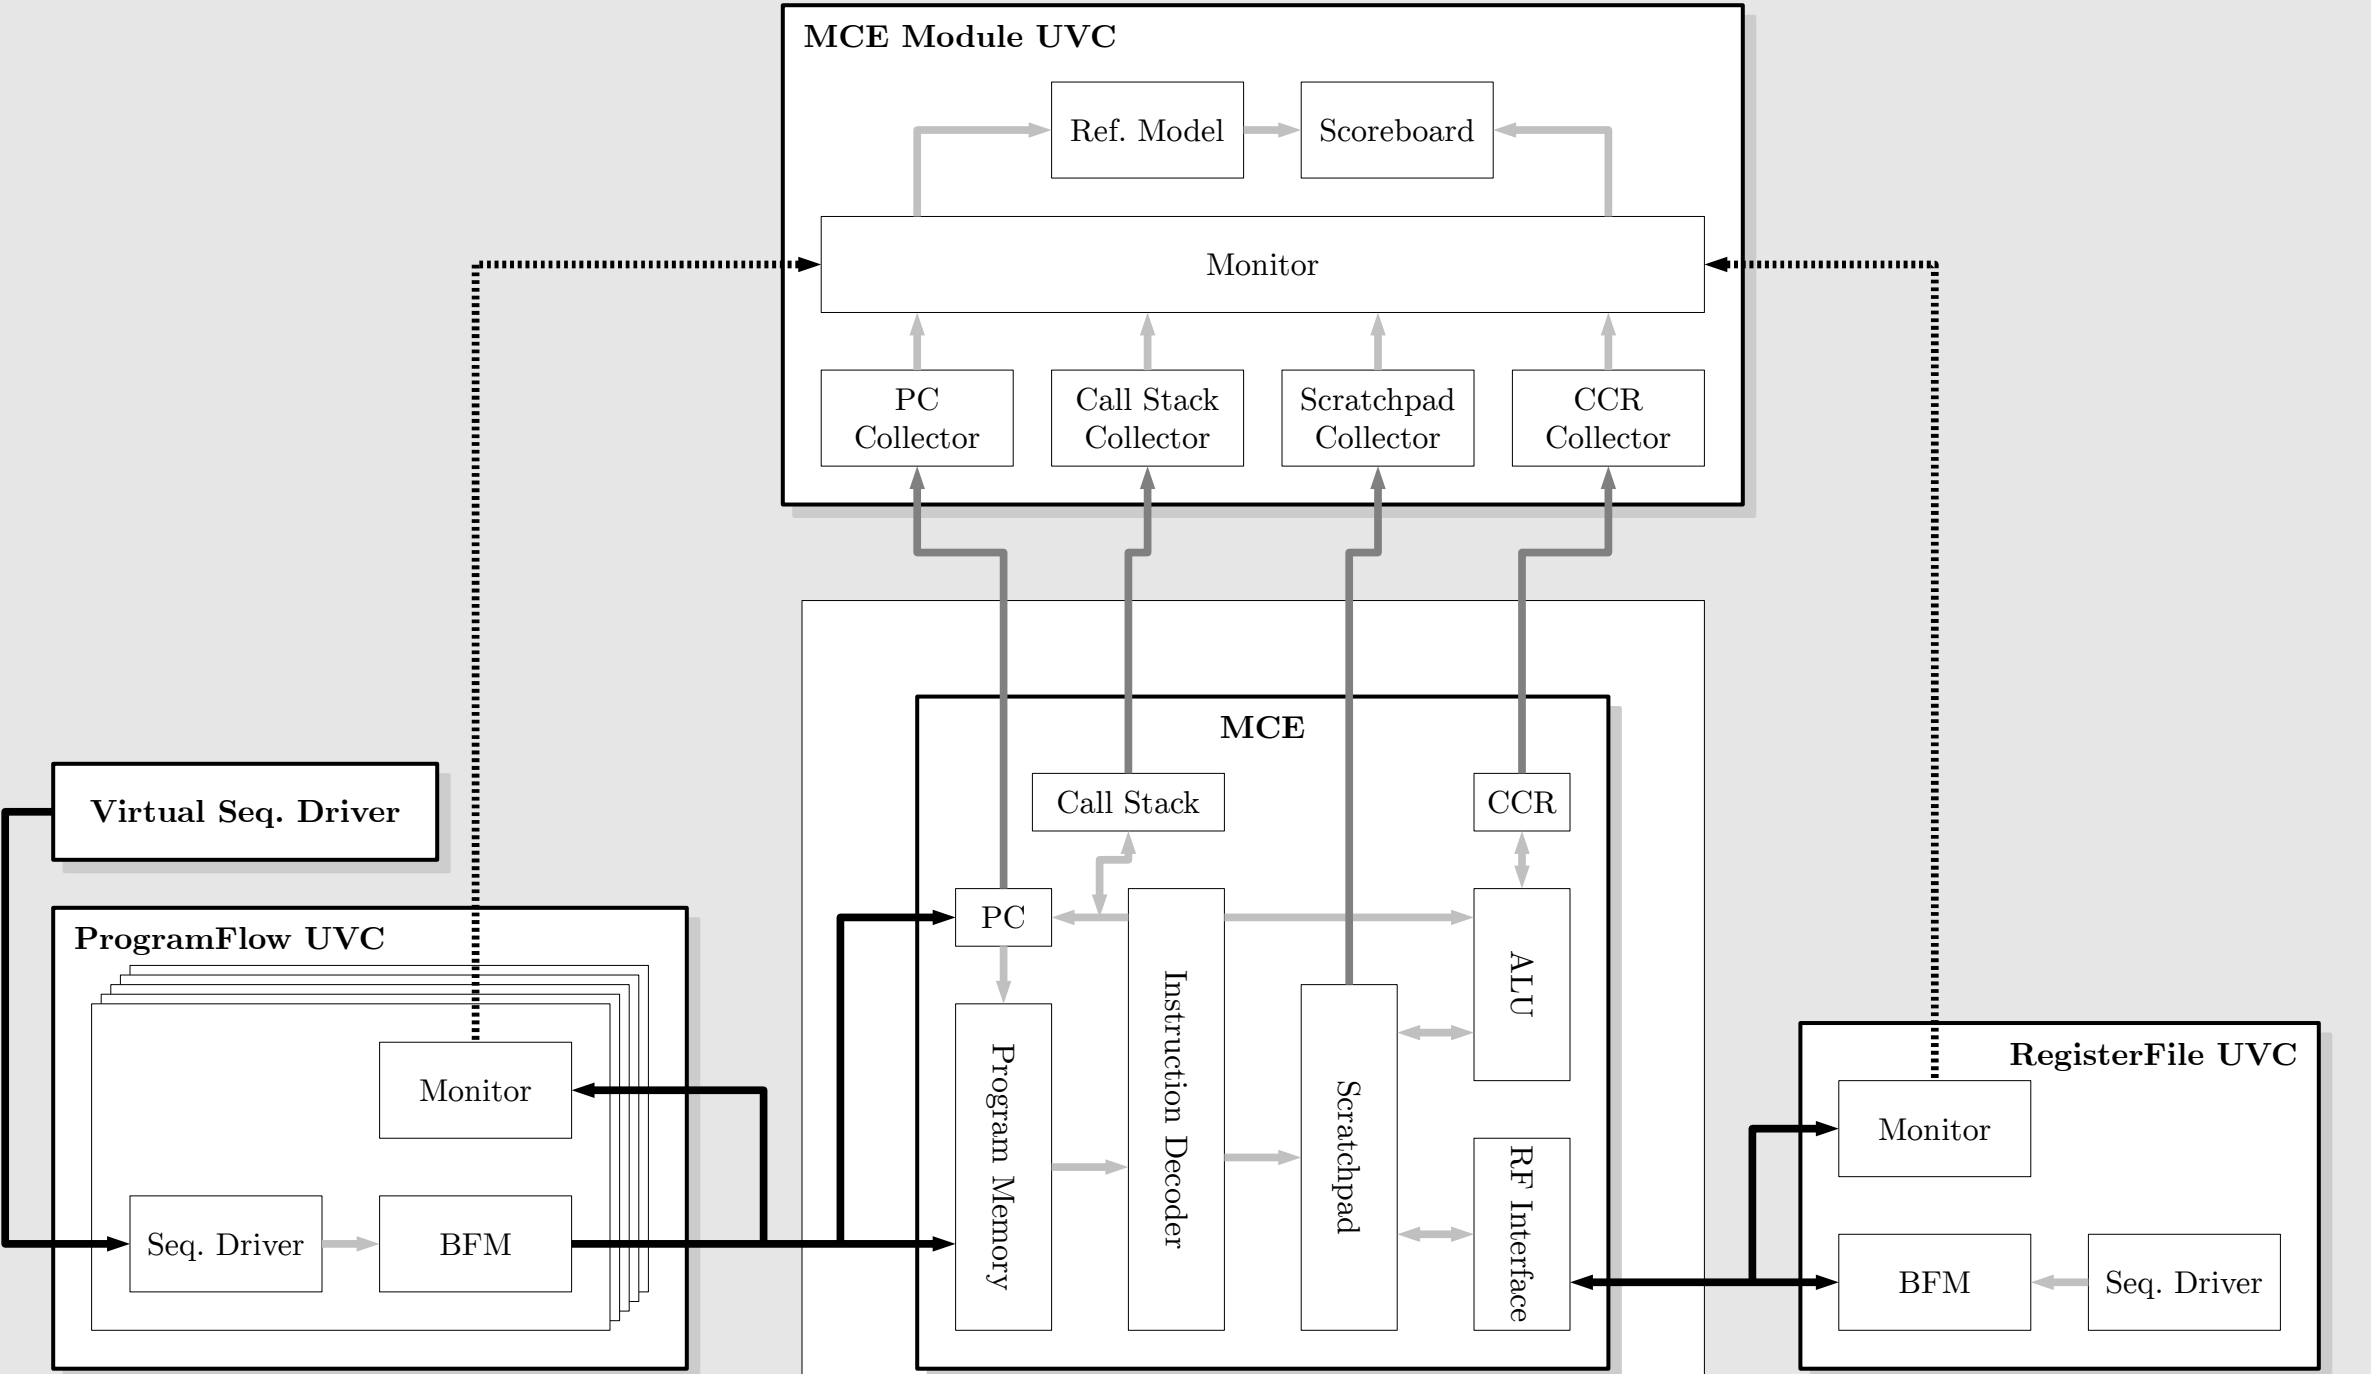 MCE Module UVC
Ref. Model
Scoreboard
Monitor
PC
Collector
Call Stack
Collector
Scratchpad
Collector
CCR
Collector
MCE
Virtual Seq. Driver
Call Stack
CCR
ProgramFlow UVC
PC
Monitor
Seq. Driver
BFM
Program Memory
Instruction Decoder
Scratchpad
ALU
RF Interface
RegisterFile UVC
Monitor
BFM
Seq. Driver